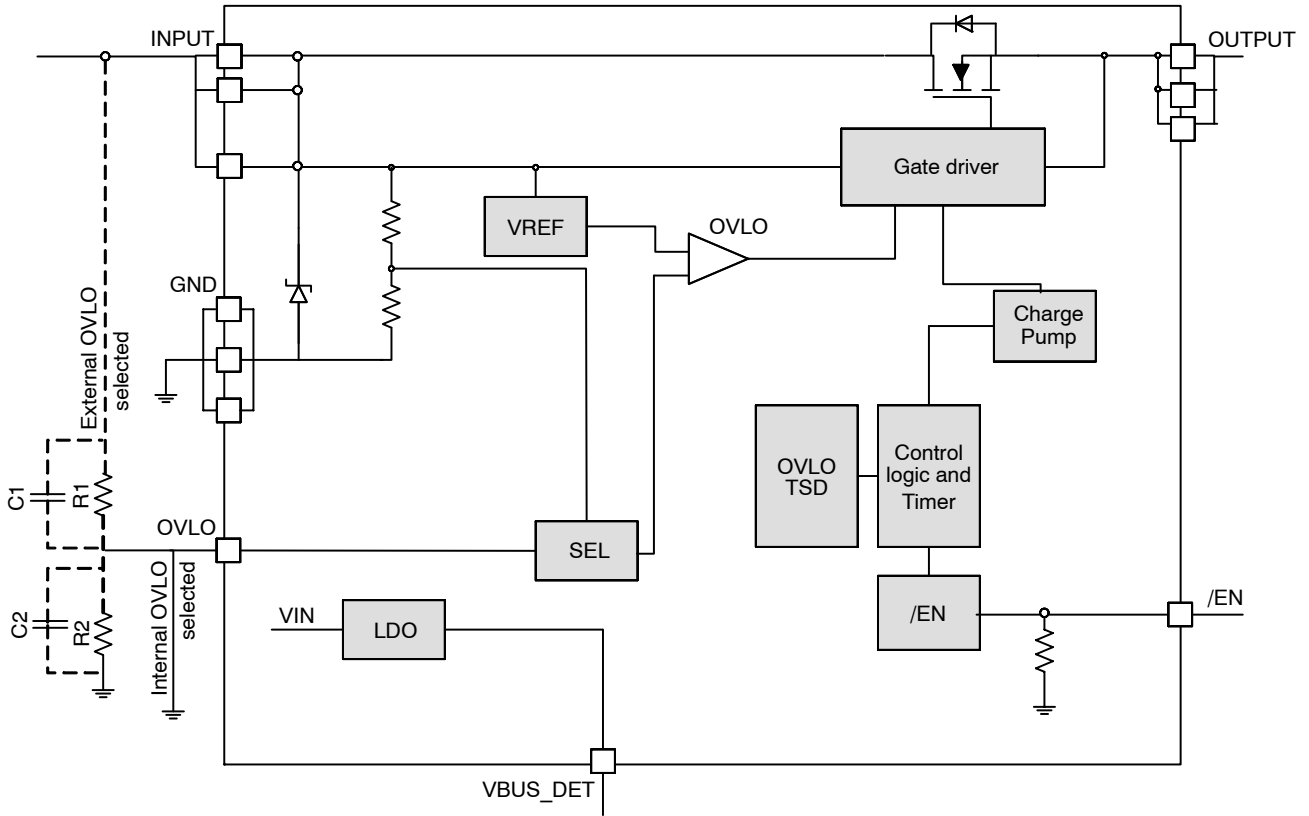 INPUT
OUTPUT
Gate driver
VREF
OVLO
GND
Charge
Pump
External OVLO
selected
OVLO
TSD
Control
logic and
Timer
C1
R1
OVLO
SEL
Internal OVLO
selected
C2
R2
VIN
LDO
/EN
/EN
VBUS_DET